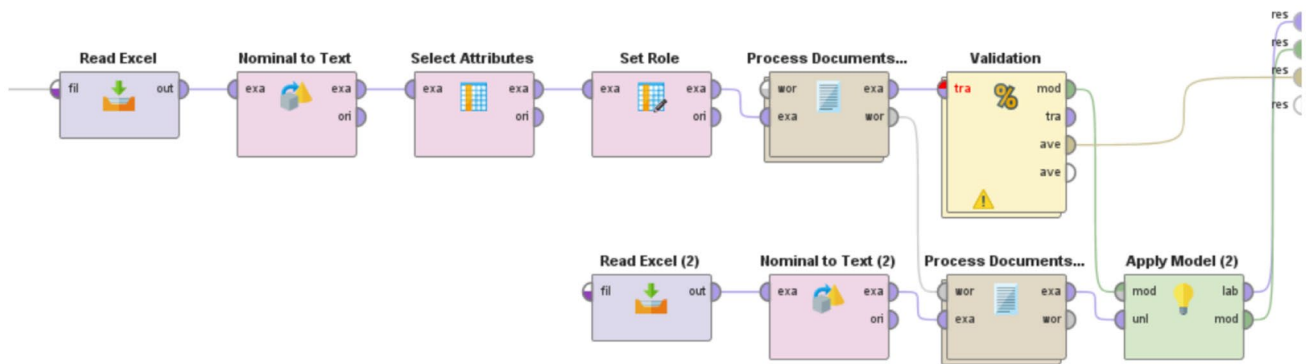 res
Read Excel Nominal to Text Select Attributes Set Role Process Documents... Validation
res
res
fil out exa exa exa exa exa exa wor exa tra mod
res
ori ori ori exa wor tra
ave
ave
Read Excel (2) Nominal to Text (2) Process Documents... Apply Model (2)
fil out exa exa wor exa mod lab
ori exa wor unl mod